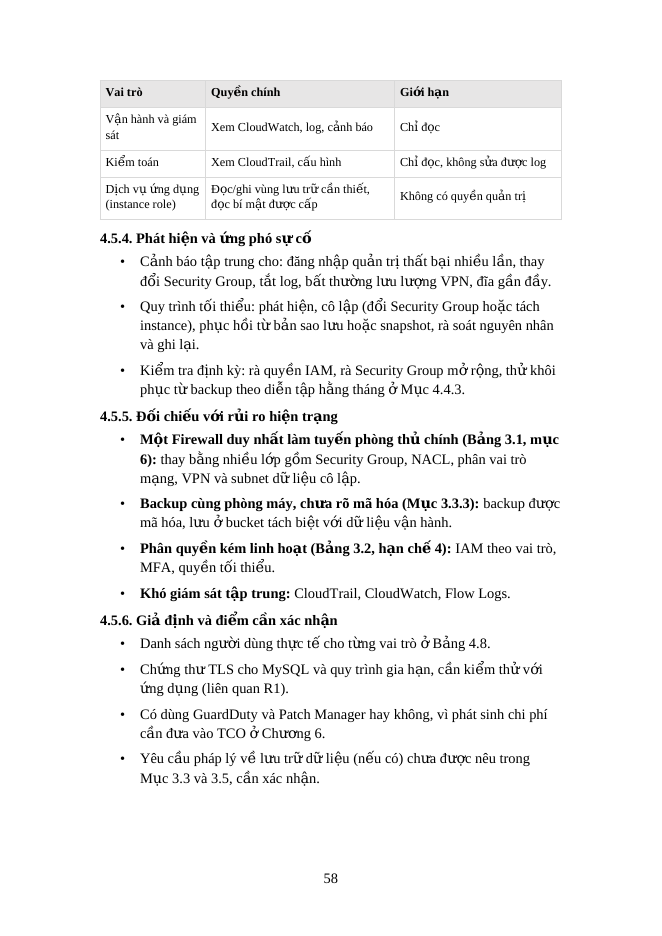 Vai trò Quyền chính Giới hạn
Vận hành và giám
sát
Xem CloudWatch, log, cảnh báo Chỉ đọc
Kiểm toán Xem CloudTrail, cấu hình Chỉ đọc, không sửa được log
Dịch vụ ứng dụng
(instance role)
Đọc/ghi vùng lưu trữ cần thiết,
đọc bí mật được cấp
Không có quyền quản trị
4.5.4. Phát hiện và ứng phó sự cố
• Cảnh báo tập trung cho: đăng nhập quản trị thất bại nhiều lần, thay
đổi Security Group, tắt log, bất thường lưu lượng VPN, đĩa gần đầy.
• Quy trình tối thiểu: phát hiện, cô lập (đổi Security Group hoặc tách
instance), phục hồi từ bản sao lưu hoặc snapshot, rà soát nguyên nhân
và ghi lại.
• Kiểm tra định kỳ: rà quyền IAM, rà Security Group mở rộng, thử khôi
phục từ backup theo diễn tập hằng tháng ở Mục 4.4.3.
4.5.5. Đối chiếu với rủi ro hiện trạng
• Một Firewall duy nhất làm tuyến phòng thủ chính (Bảng 3.1, mục
6): thay bằng nhiều lớp gồm Security Group, NACL, phân vai trò
mạng, VPN và subnet dữ liệu cô lập.
• Backup cùng phòng máy, chưa rõ mã hóa (Mục 3.3.3): backup được
mã hóa, lưu ở bucket tách biệt với dữ liệu vận hành.
• Phân quyền kém linh hoạt (Bảng 3.2, hạn chế 4): IAM theo vai trò,
MFA, quyền tối thiểu.
• Khó giám sát tập trung: CloudTrail, CloudWatch, Flow Logs.
4.5.6. Giả định và điểm cần xác nhận
• Danh sách người dùng thực tế cho từng vai trò ở Bảng 4.8.
• Chứng thư TLS cho MySQL và quy trình gia hạn, cần kiểm thử với
ứng dụng (liên quan R1).
• Có dùng GuardDuty và Patch Manager hay không, vì phát sinh chi phí
cần đưa vào TCO ở Chương 6.
• Yêu cầu pháp lý về lưu trữ dữ liệu (nếu có) chưa được nêu trong
Mục 3.3 và 3.5, cần xác nhận.
58